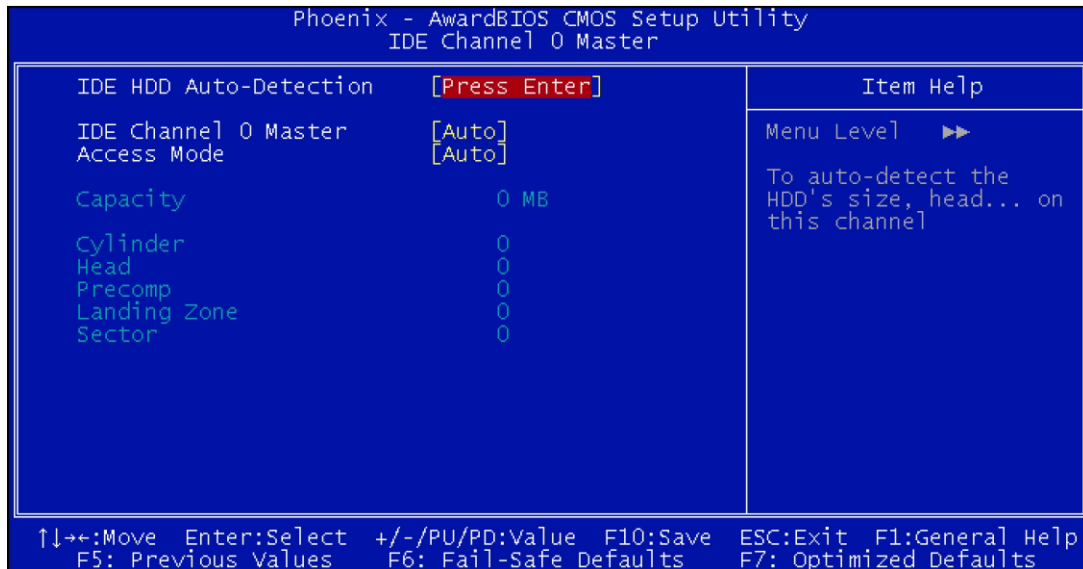 Phoenix - AwardBIOS CMOS Setup Utility
IDE Channel 0 Master
IDE HDD Auto-Detection [Press Enter]
IDE Channel 0 Master [Auto]
Access Mode [Auto]
Capacity 0 MB
Cylinder 0
Head 0
Precomp 0
Landing Zone 0
Sector 0
Item Help
Menu Level ▶▶
To auto-detect the
HDD's size, head... on
this channel
↑↓→←:Move Enter:Select +/-/PU/PD:Value F10:Save ESC:Exit F1:General Help
F5: Previous Values F6: Fail-Safe Defaults F7: Optimized Defaults